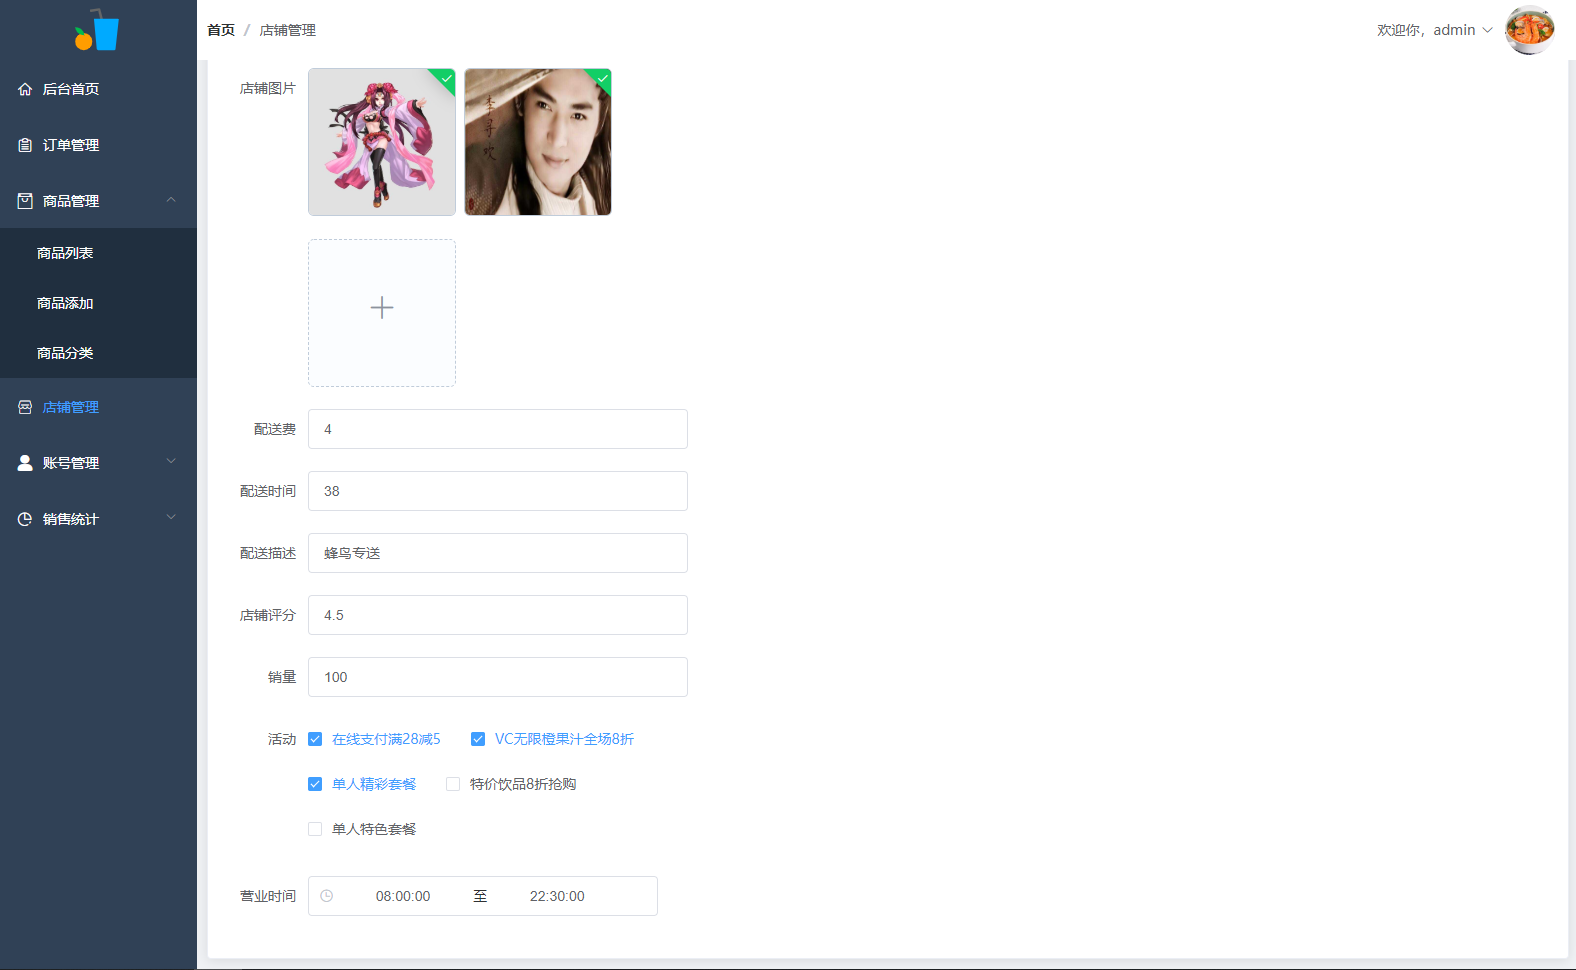 首页 / 店铺管理
欢迎你，admin
后台首页
订单管理
商品管理
商品列表
商品添加
商品分类
店铺管理
账号管理
销售统计
店铺图片
李寻欢
配送费 4
配送时间 38
配送描述 蜂鸟专送
店铺评分 4.5
销量 100
活动 在线支付满28减5 VC无限橙果汁全场8折
单人精彩套餐 特价饮品8折抢购
单人特色套餐
营业时间 08:00:00 至 22:30:00